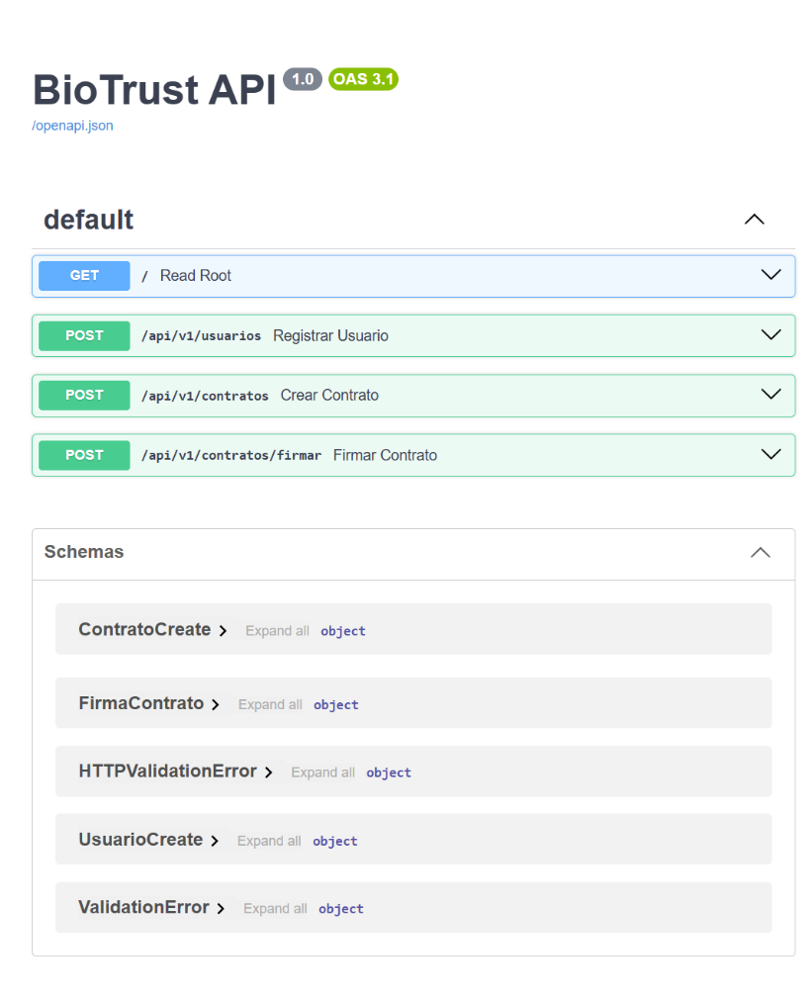 BioTrust API 1.0 OAS 3.1
/openapi.json
default
GET / Read Root
POST /api/v1/usuarios Registrar Usuario
POST /api/v1/contratos Crear Contrato
POST /api/v1/contratos/firmar Firmar Contrato
Schemas
ContratoCreate Expand all object
FirmaContrato Expand all object
HTTPValidationError Expand all object
UsuarioCreate Expand all object
ValidationError Expand all object